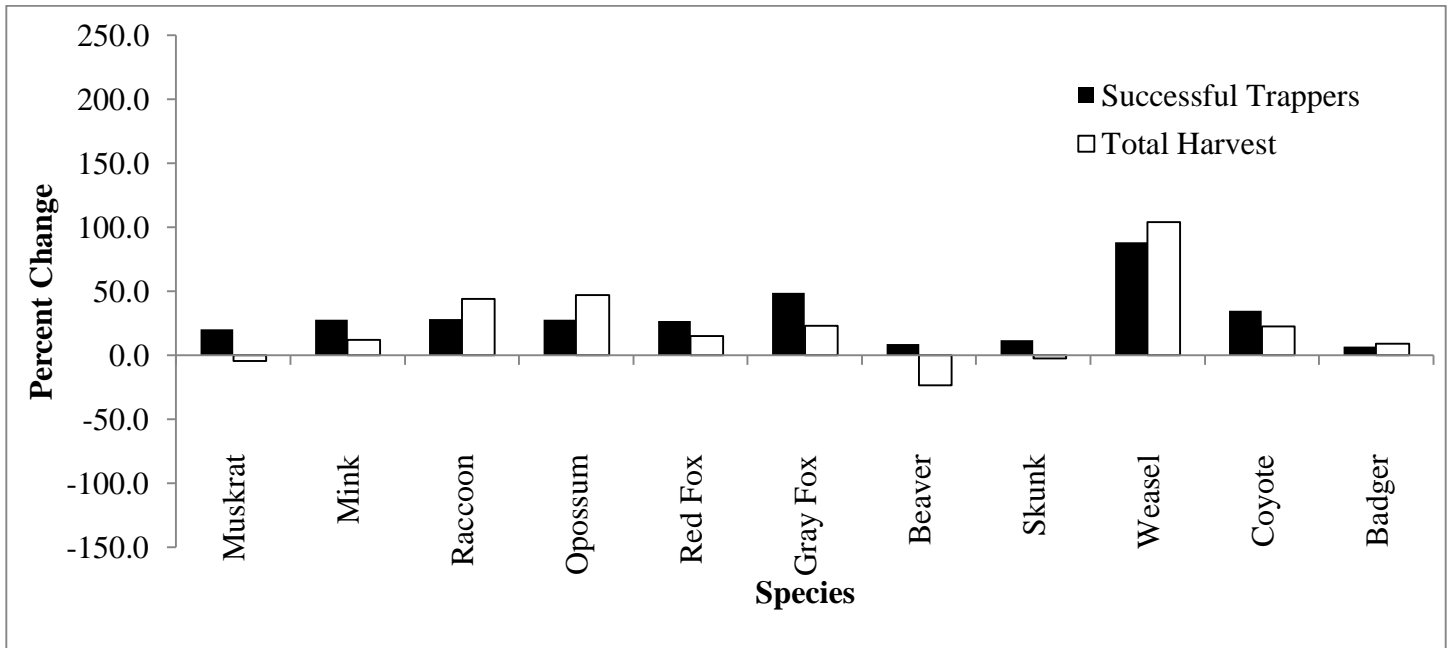 250.0
200.0
150.0
100.0
50.0
0.0
-50.0
-100.0
-150.0
Percent Change
Successful Trappers
Total Harvest
Muskrat
Mink
Raccoon
Opossum
Red Fox
Gray Fox
Beaver
Skunk
Weasel
Coyote
Badger
Species